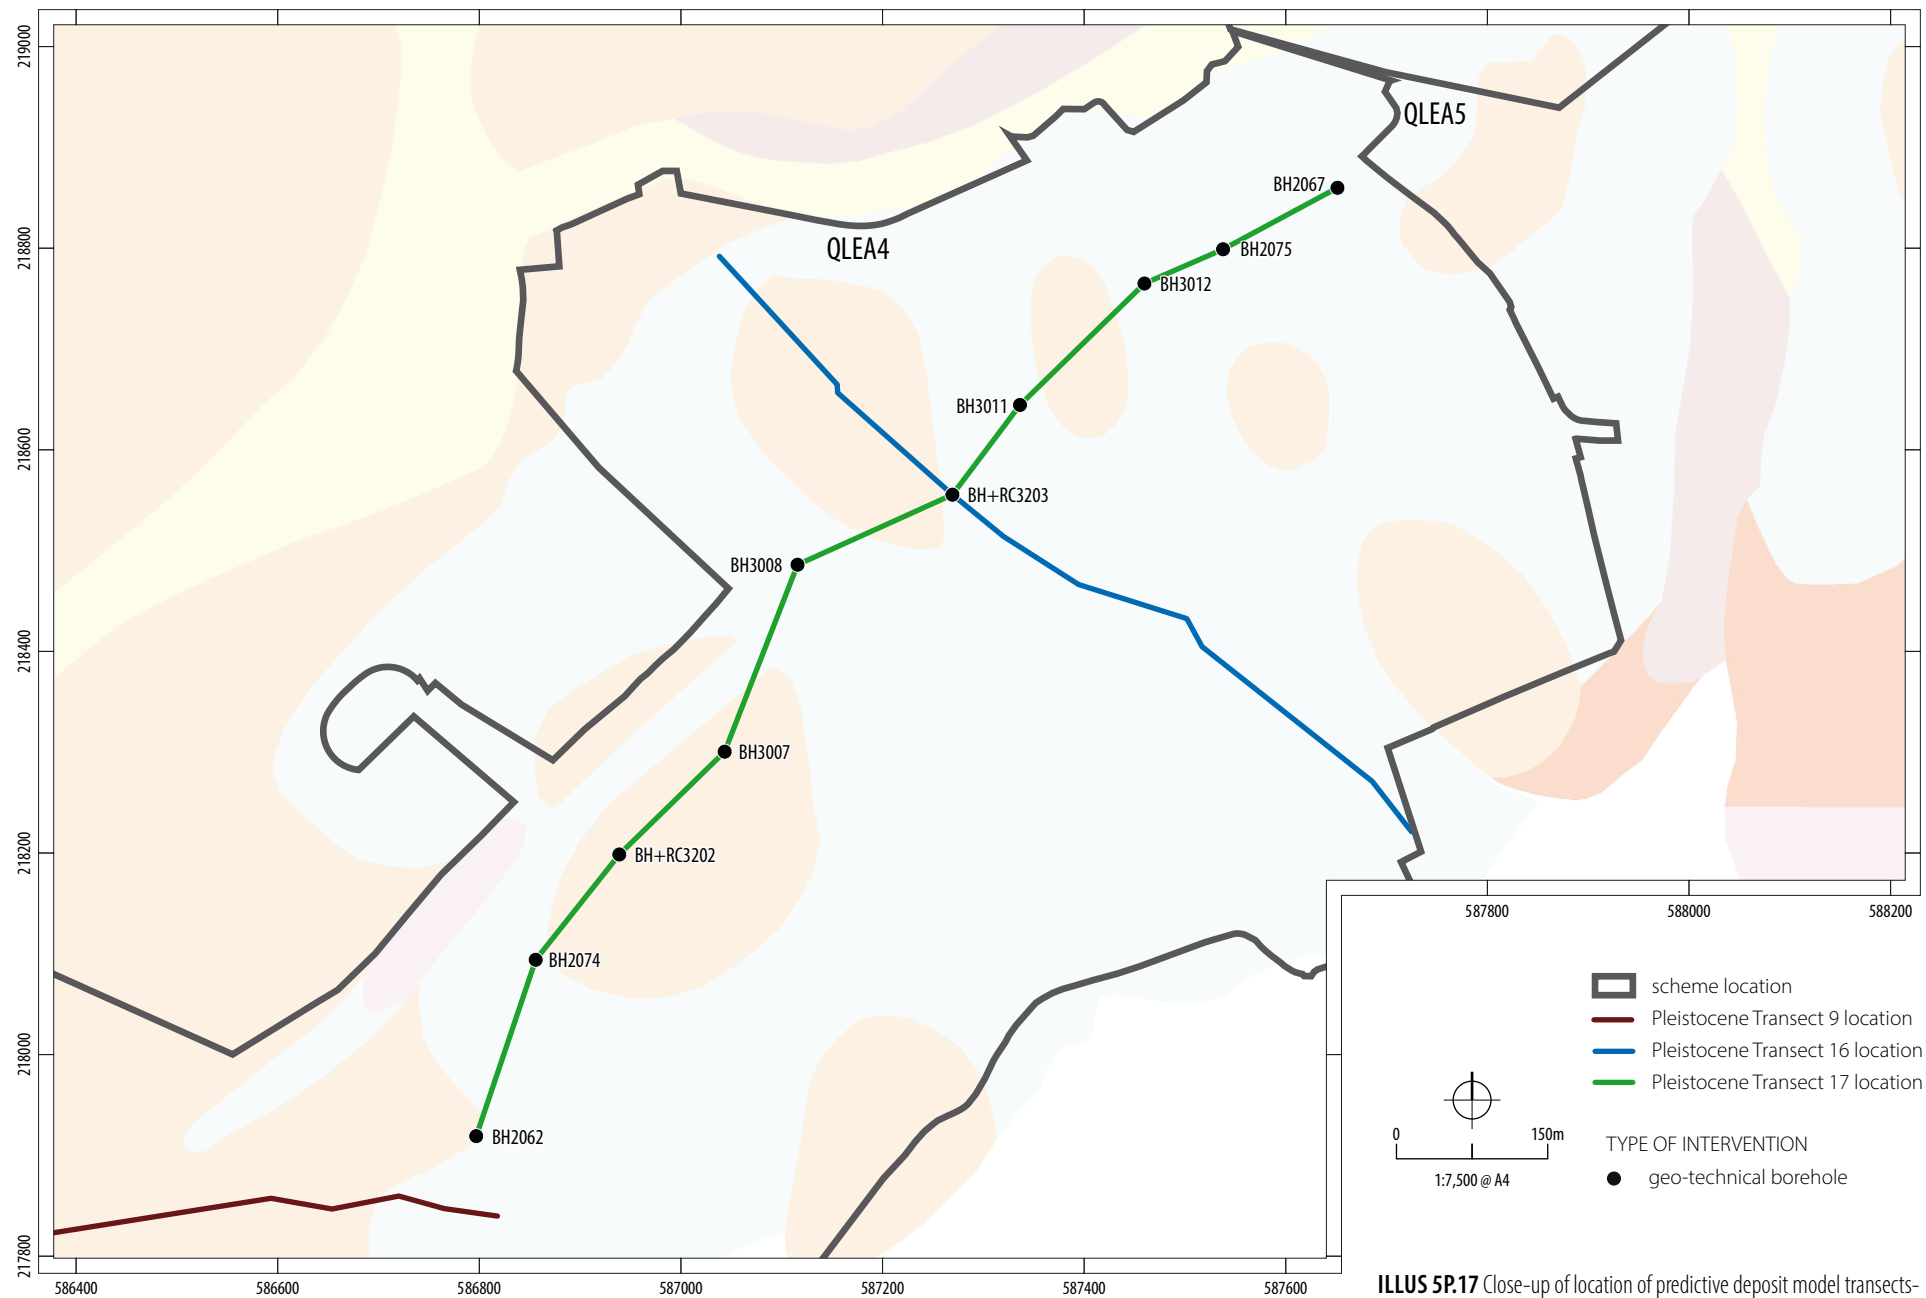 219000
218800
218600
218400
218200
218000
217800
QLEA5
QLEA4
BH2067
BH2075
BH3012
BH3011
BH+RC3203
BH3008
BH3007
BH+RC3202
BH2074
BH2062
587800 588000 588200
scheme location
Pleistocene Transect 9 location
Pleistocene Transect 16 location
Pleistocene Transect 17 location
0 150m
1:7,500 @ A4
TYPE OF INTERVENTION
geo-technical borehole
586400 586600 586800 587000 587200 587400 587600
ILLUS 5P.17 Close-up of location of predictive deposit model transects-